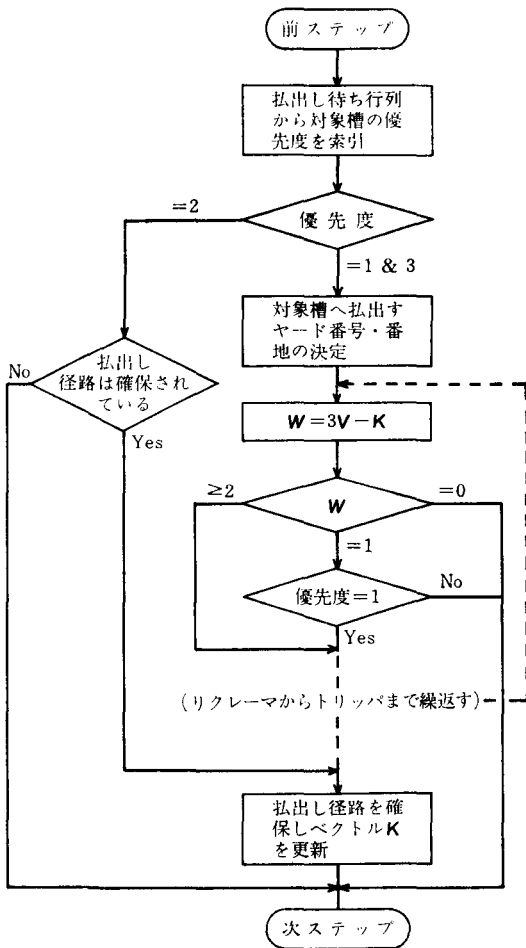 前ステップ
払出し待ち行列
から対象槽の優
先度を索引
=2
優先度
=1 & 3
対象槽へ払出す
ヤード番号・番
地の決定
No
払出し
経路は確保され
ている
Yes
W=3V-K
≥2
W
=0
=1
優先度=1
No
Yes
(リクレーマからトリッパまで繰返す)
払出し経路を確
保しベクトルK
を更新
次ステップ